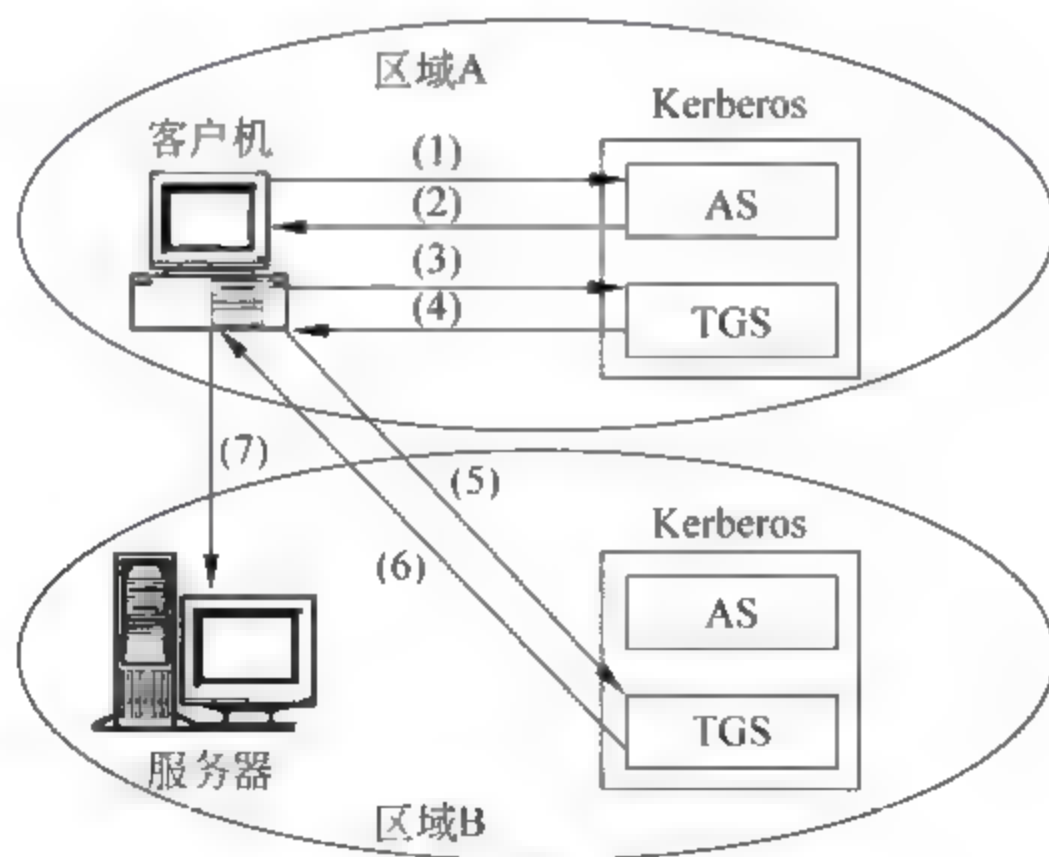 区域A
Kerberos
客户机
(1)
AS
(2)
(3)
TGS
(4)
(7)
(5)
Kerberos
(6)
AS
TGS
服务器
区域B